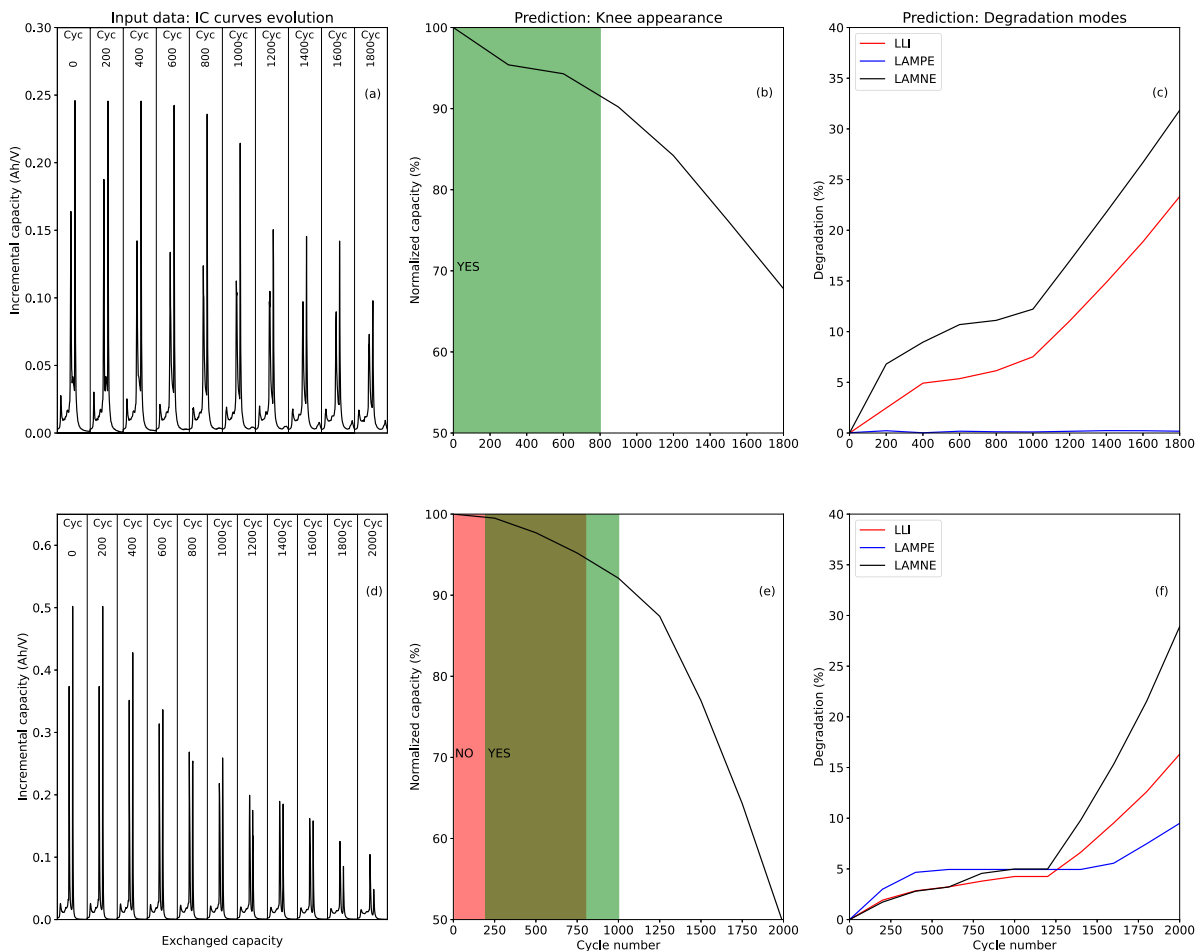 Input data: IC curves evolution
Incremental capacity (Ah/V)
0.30
0.25
0.20
0.15
0.10
0.05
0.00
Cyc Cyc Cyc Cyc Cyc Cyc Cyc Cyc Cyc Cyc
0 200 400 600 800 1000 1200 1400 1600 1800
(a)
Prediction: Knee appearance
Normalized capacity (%)
100
90
80
70
60
50
YES
(b)
0 200 400 600 800 1000 1200 1400 1600 1800
Prediction: Degradation modes
Degradation (%)
40
35
30
25
20
15
10
5
0
LLI
LAMPE
LAMNE
(c)
0 200 400 600 800 1000 1200 1400 1600 1800
Incremental capacity (Ah/V)
0.6
0.5
0.4
0.3
0.2
0.1
0.0
Cyc Cyc Cyc Cyc Cyc Cyc Cyc Cyc Cyc Cyc Cyc
0 200 400 600 800 1000 1200 1400 1600 1800 2000
(d)
Exchanged capacity
Normalized capacity (%)
100
90
80
70
60
50
NO YES
(e)
0 250 500 750 1000 1250 1500 1750 2000
Cycle number
Degradation (%)
40
35
30
25
20
15
10
5
0
LLI
LAMPE
LAMNE
(f)
0 250 500 750 1000 1250 1500 1750 2000
Cycle number